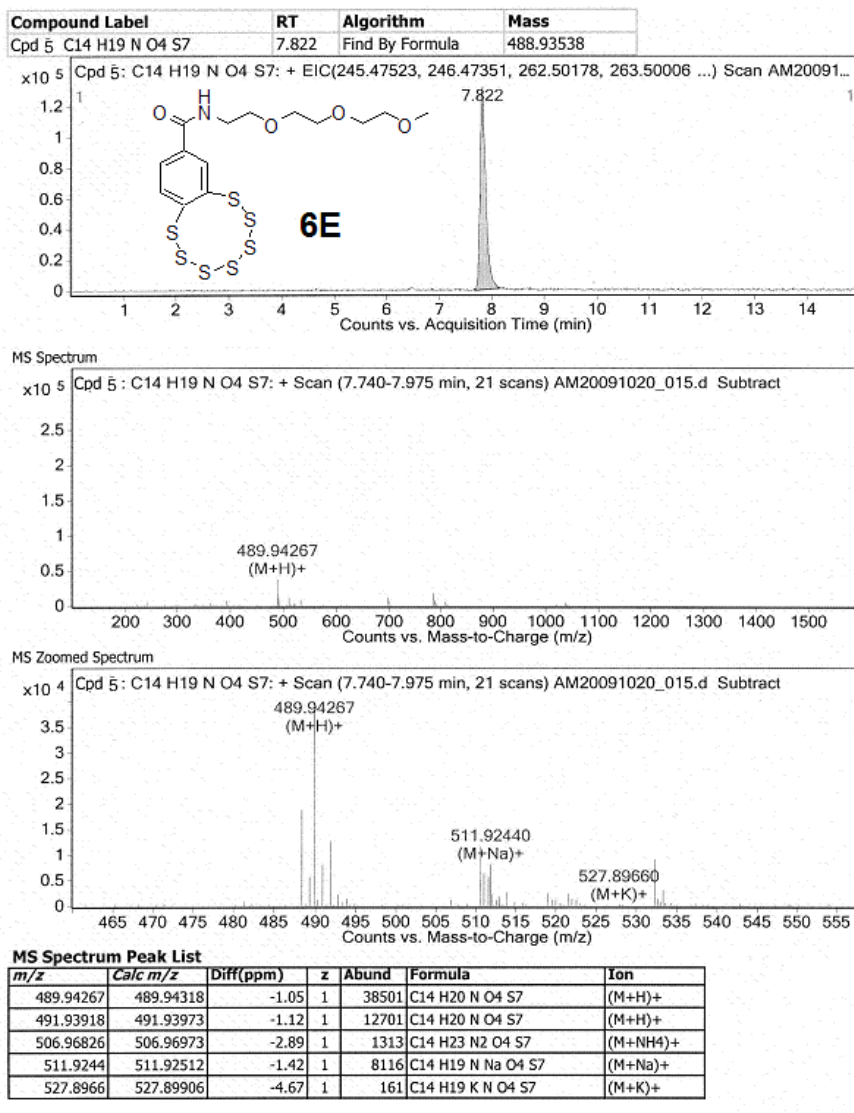 Compound Label RT Algorithm Mass
Cpd 5 C14 H19 N O4 S7 7.822 Find By Formula 488.93538
x10 5 Cpd 5: C14 H19 N O4 S7: + EIC(245.47523, 246.47351, 262.50178, 263.50006 ...) Scan AM20091...
1 7.822 1
1.2
1
0.8
0.6
0.4
0.2
0
O H N O O O
S S S S S S S
6E
1 2 3 4 5 6 7 8 9 10 11 12 13 14
Counts vs. Acquisition Time (min)
MS Spectrum
x10 5 Cpd 5 : C14 H19 N O4 S7: + Scan (7.740-7.975 min, 21 scans) AM20091020_015.d Subtract
2.5
2
1.5
1
0.5
0
489.94267
(M+H)+
200 300 400 500 600 700 800 900 1000 1100 1200 1300 1400 1500
Counts vs. Mass-to-Charge (m/z)
MS Zoomed Spectrum
x10 4 Cpd 5 : C14 H19 N O4 S7: + Scan (7.740-7.975 min, 21 scans) AM20091020_015.d Subtract
489.94267
(M+H)+
3.5
3
2.5
2
1.5
1
0.5
0
511.92440
(M+Na)+
527.89660
(M+K)+
465 470 475 480 485 490 495 500 505 510 515 520 525 530 535 540 545 550 555
Counts vs. Mass-to-Charge (m/z)
MS Spectrum Peak List
m/z Calc m/z Diff(ppm) z Abund Formula Ion
489.94267 489.94318 -1.05 1 38501 C14 H20 N O4 S7 (M+H)+
491.93918 491.93973 -1.12 1 12701 C14 H20 N O4 S7 (M+H)+
506.96826 506.96973 -2.89 1 1313 C14 H23 N2 O4 S7 (M+NH4)+
511.9244 511.92512 -1.42 1 8116 C14 H19 N Na O4 S7 (M+Na)+
527.8966 527.89906 -4.67 1 161 C14 H19 K N O4 S7 (M+K)+